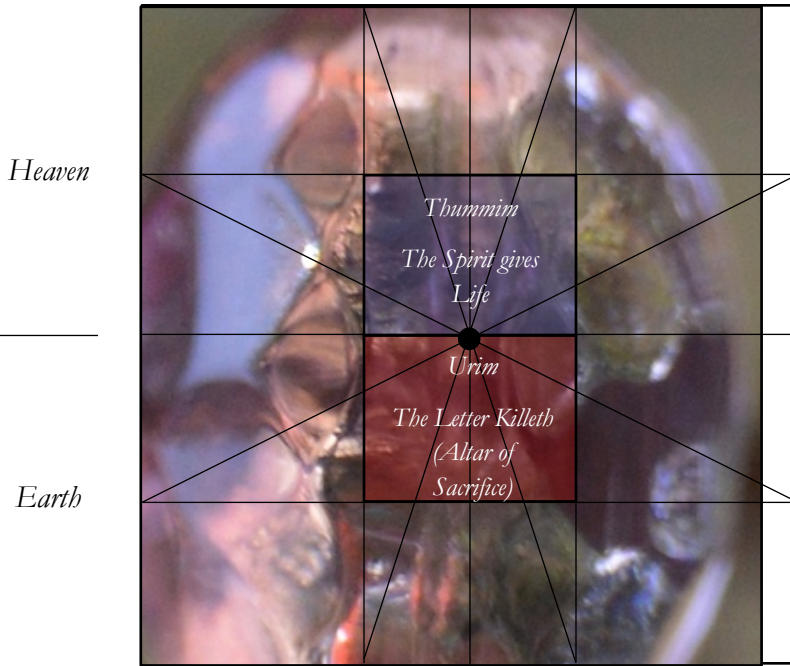 Heaven
Thummim
The Spirit gives
Life
Urim
The Letter Killeth
(Altar of
Sacrifice)
Earth